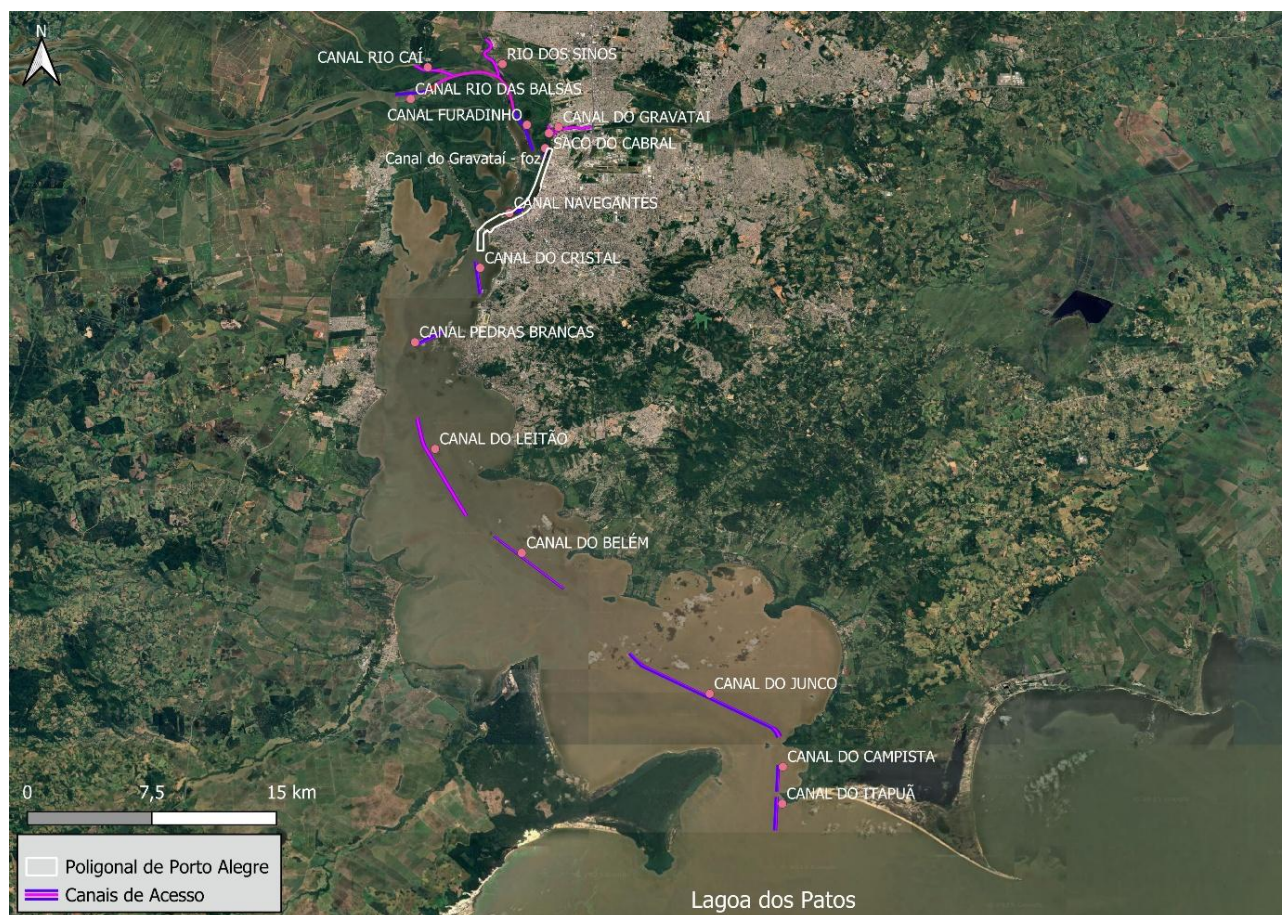 N
CANAL RIO CAÍ
RIO DOS SINOS
CANAL RIO DAS BALSAS
CANAL FURADINHO
CANAL DO GRAVATAI
SACO DO CABRAL
Canal do Gravataí - foz
CANAL NAVEGANTES
CANAL DO CRISTAL
CANAL PEDRAS BRANCAS
CANAL DO LEITÃO
CANAL DO BELÉM
CANAL DO JUNCO
CANAL DO CAMPISTA
CANAL DO ITAPUÃ
0 7,5 15 km
Poligonal de Porto Alegre
Canais de Acesso
Lagoa dos Patos